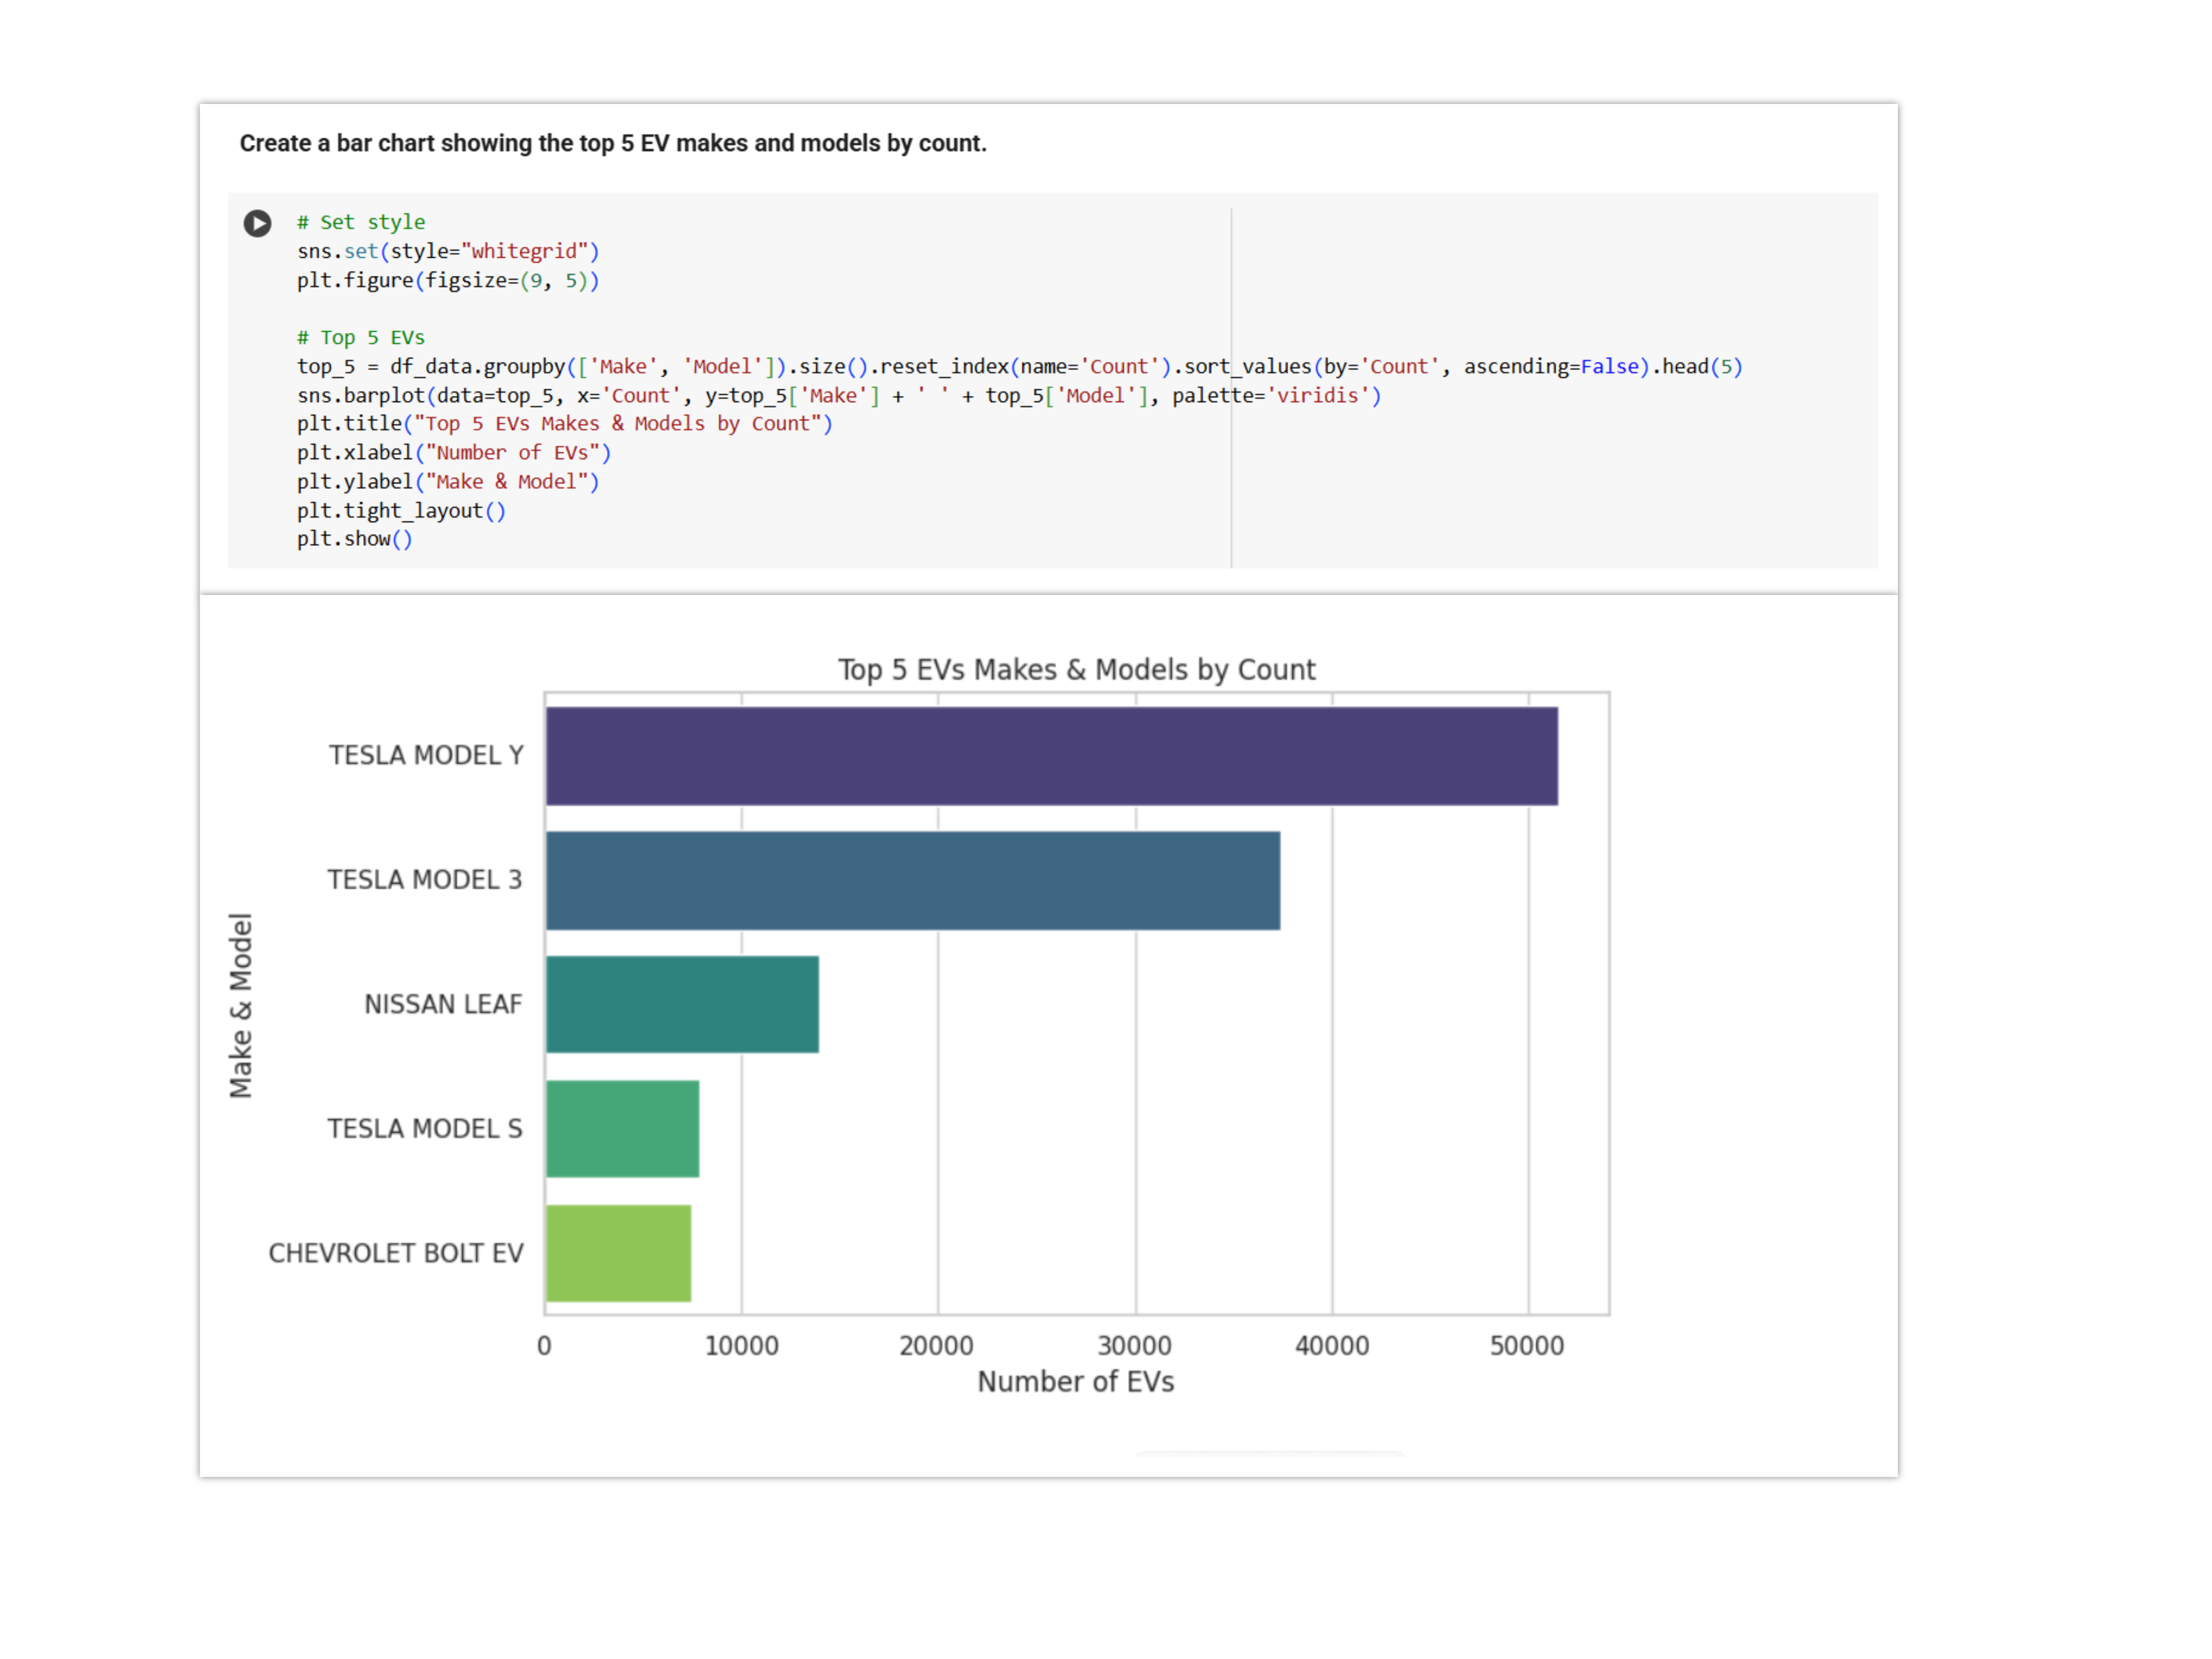 Create a bar chart showing the top 5 EV makes and models by count.
# Set style
sns.set(style="whitegrid")
plt.figure(figsize=(9, 5))
# Top 5 EVs
top_5 = df_data.groupby(['Make', 'Model']).size().reset_index(name='Count').sort_values(by='Count', ascending=False).head(5)
sns.barplot(data=top_5, x='Count', y=top_5['Make'] + ' ' + top_5['Model'], palette='viridis')
plt.title("Top 5 EVs Makes & Models by Count")
plt.xlabel("Number of EVs")
plt.ylabel("Make & Model")
plt.tight_layout()
plt.show()
Top 5 EVs Makes & Models by Count
Make & Model
TESLA MODEL Y
TESLA MODEL 3
NISSAN LEAF
TESLA MODEL S
CHEVROLET BOLT EV
0 10000 20000 30000 40000 50000
Number of EVs